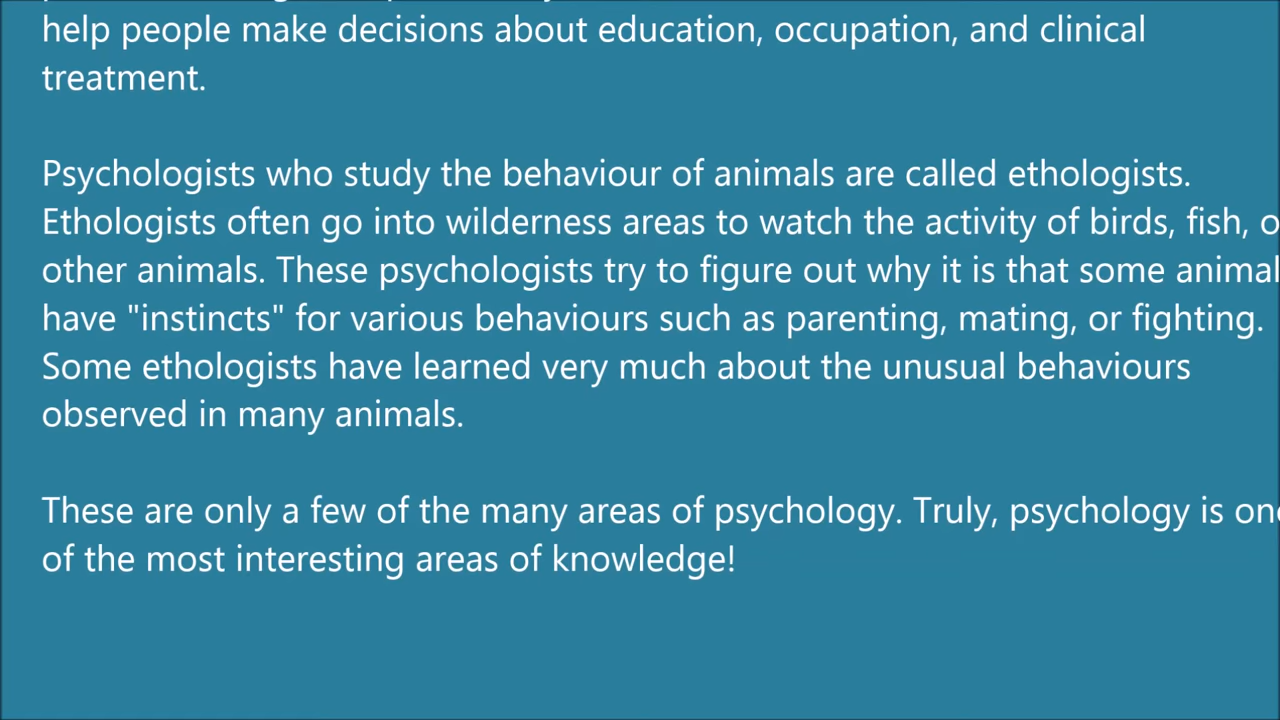 help people make decisions about education, occupation, and clinical
treatment.
Psychologists who study the behaviour of animals are called ethologists.
Ethologists often go into wilderness areas to watch the activity of birds, fish,
other animals. These psychologists try to figure out why it is that some animal
have "instincts" for various behaviours such as parenting, mating, or fighting.
Some ethologists have learned very much about the unusual behaviours
observed in many animals.
These are only a few of the many areas of psychology. Truly, psychology is one
of the most interesting areas of knowledge!